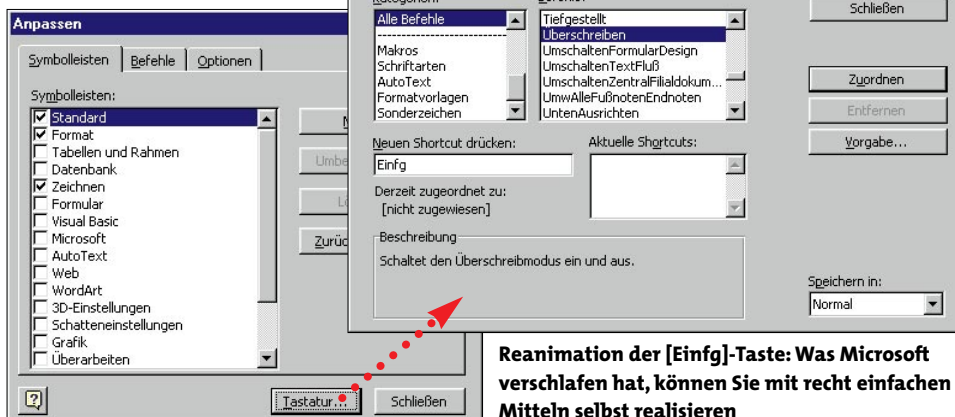 Anpassen
Symbolleisten
Befehle
Optionen
Symbolleisten:
Standard
Format
Tabellen und Rahmen
Datenbank
Zeichnen
Formular
Visual Basic
Microsoft
AutoText
Web
WordArt
3D-Einstellungen
Schatteneinstellungen
Grafik
Überarbeiten
Tastatur...
Schließen
Alle Befehle
Makros
Schriftarten
AutoText
Formatvorlagen
Sonderzeichen
Tiefgestellt
Überschreiben
UmschaltenFormularDesign
UmschaltenTextFluß
UmschaltenZentralFilialdokum...
UmwAlleFußnotenEndnoten
UntenAusrichten
Schließen
Zuordnen
Entfernen
Vorgabe...
Neuen Shortcut drücken:
Einfg
Aktuelle Shortcuts:
Derzeit zugeordnet zu:
[nicht zugewiesen]
Beschreibung
Schaltet den Überschreibmodus ein und aus.
Speichern in:
Normal
Reanimation der [Einfg]-Taste: Was Microsoft
verschlafen hat, können Sie mit recht einfachen
Mitteln selbst realisieren